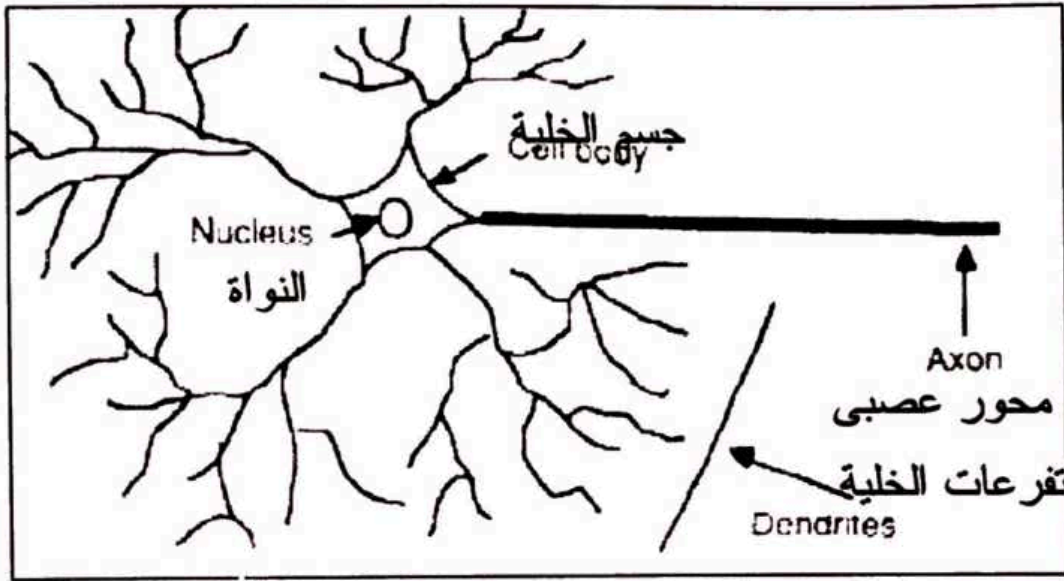 جسم الخلية
Cell body
Nucleus
النواة
Axon
محور عصبى
تفرعات الخلية
Dendrites